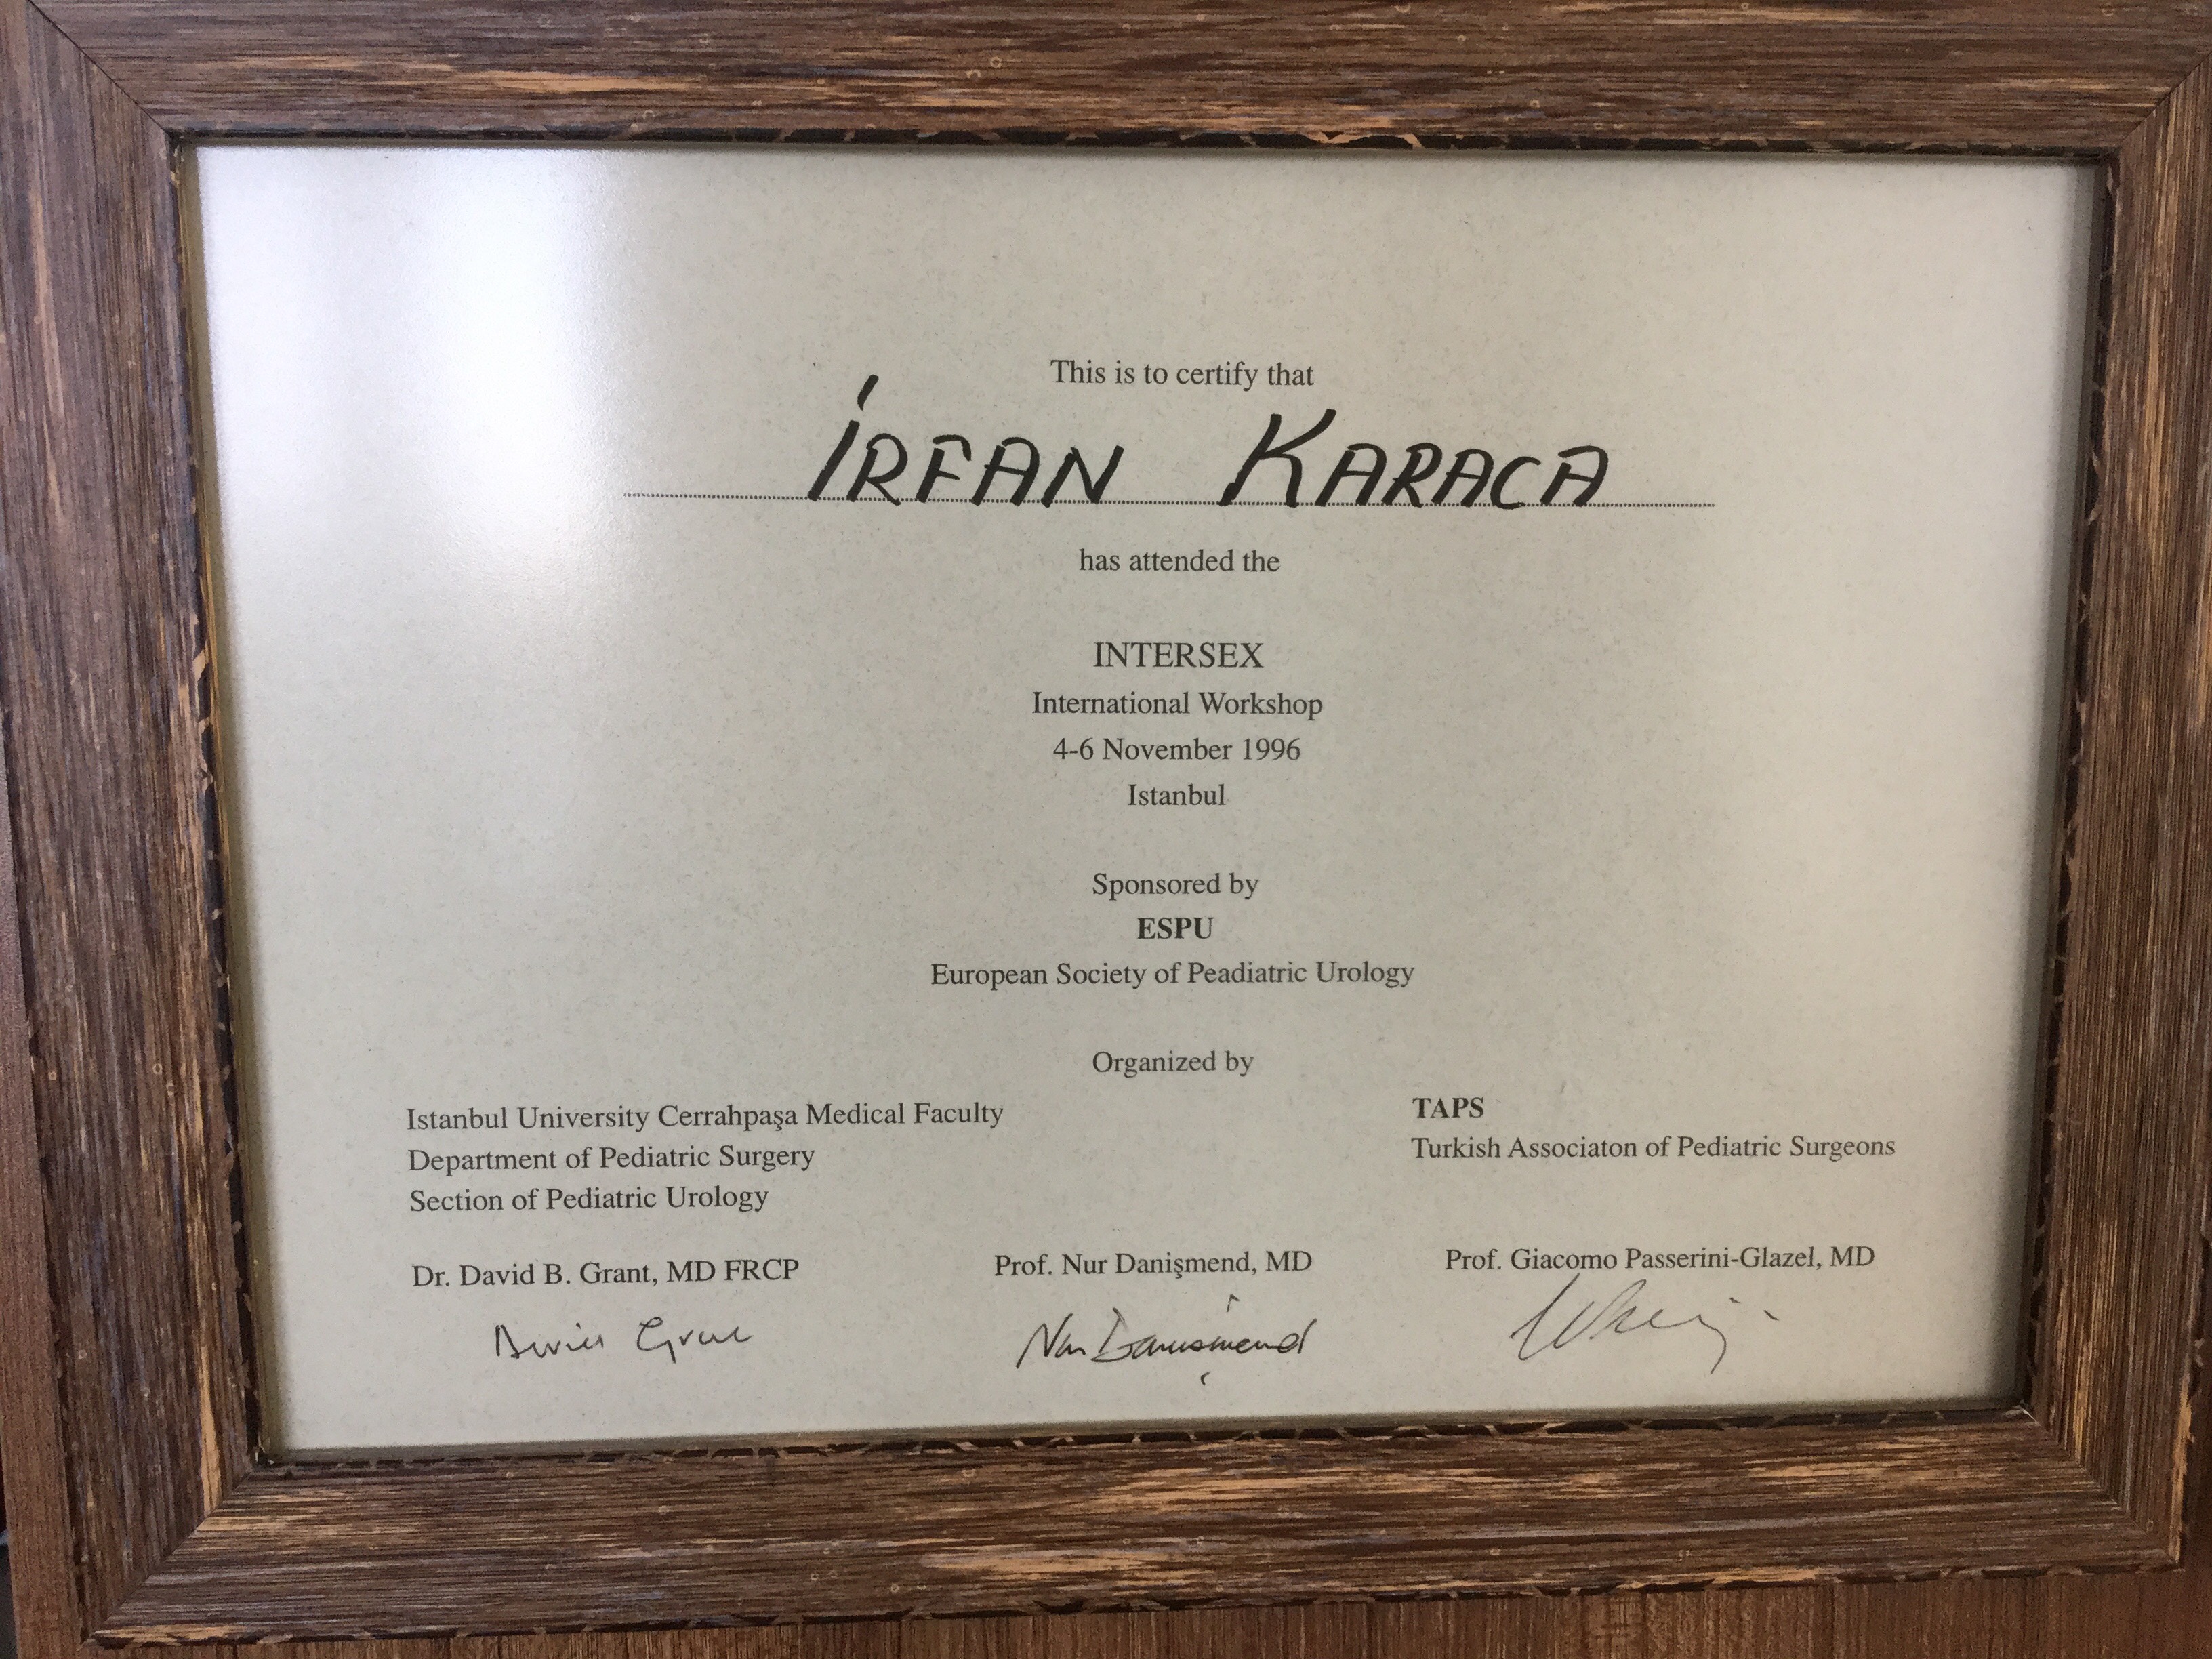 This is to certify that
İRFAN KARACA
has attended the
INTERSEX
International Workshop
4-6 November 1996
Istanbul
Sponsored by
ESPU
European Society of Peadiatric Urology
Organized by
Istanbul University Cerrahpaşa Medical Faculty
Department of Pediatric Surgery
Section of Pediatric Urology
TAPS
Turkish Associaton of Pediatric Surgeons
Dr. David B. Grant, MD FRCP
Prof. Nur Danişmend, MD
Prof. Giacomo Passerini-Glazel, MD
Nur Danışmend